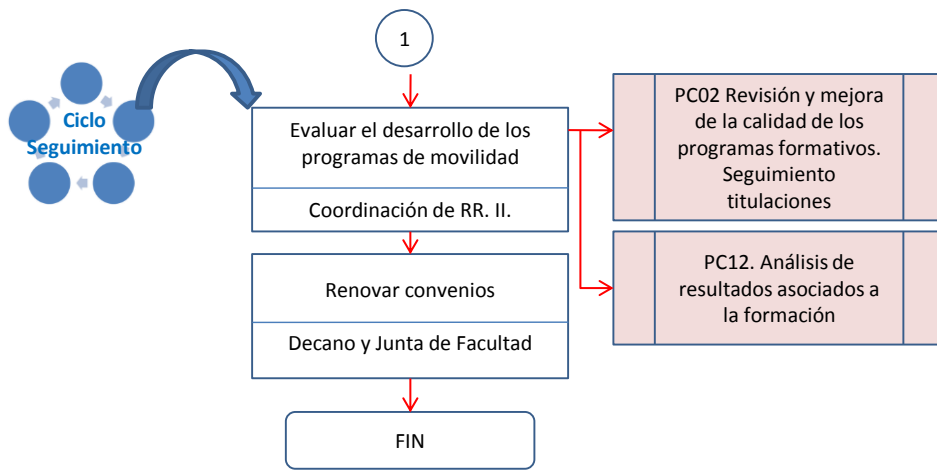 1
Ciclo
Seguimiento
Evaluar el desarrollo de los
programas de movilidad
Coordinación de RR. II.
PC02 Revisión y mejora
de la calidad de los
programas formativos.
Seguimiento
titulaciones
PC12. Análisis de
resultados asociados a
la formación
Renovar convenios
Decano y Junta de Facultad
FIN